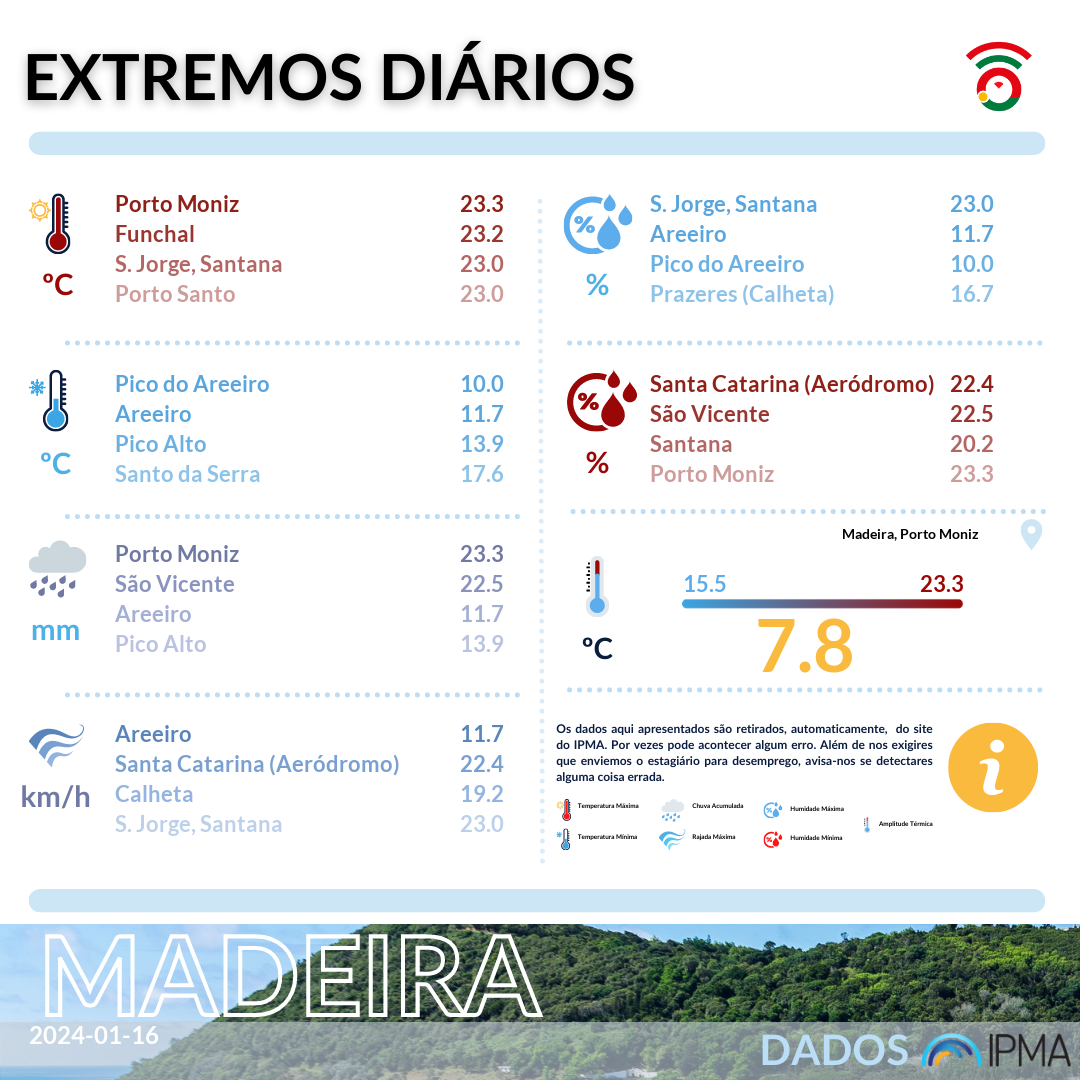 EXTREMOS DIÁRIOS
Porto Moniz 23.3
Funchal 23.2
S. Jorge, Santana 23.0
Porto Santo 23.0
ºC
Pico do Areeiro 10.0
Areeiro 11.7
Pico Alto 13.9
Santo da Serra 17.6
ºC
Porto Moniz 23.3
São Vicente 22.5
Areeiro 11.7
Pico Alto 13.9
mm
Areeiro 11.7
Santa Catarina (Aeródromo) 22.4
Calheta 19.2
S. Jorge, Santana 23.0
km/h
%
S. Jorge, Santana 23.0
Areeiro 11.7
Pico do Areeiro 10.0
Prazeres (Calheta) 16.7
%
%
Santa Catarina (Aeródromo) 22.4
São Vicente 22.5
Santana 20.2
Porto Moniz 23.3
%
Madeira, Porto Moniz
15.5 23.3
7.8
ºC
Os dados aqui apresentados são retirados, automaticamente, do site
do IPMA. Por vezes pode acontecer algum erro. Além de nos exigires
que enviemos o estagiário para desemprego, avisa-nos se detectares
alguma coisa errada.
i
Temperatura Máxima
Chuva Acumulada
Humidade Máxima
Amplitude Térmica
Temperatura Mínima
Rajada Máxima
Humidade Mínima
MADEIRA
2024-01-16
DADOS IPMA